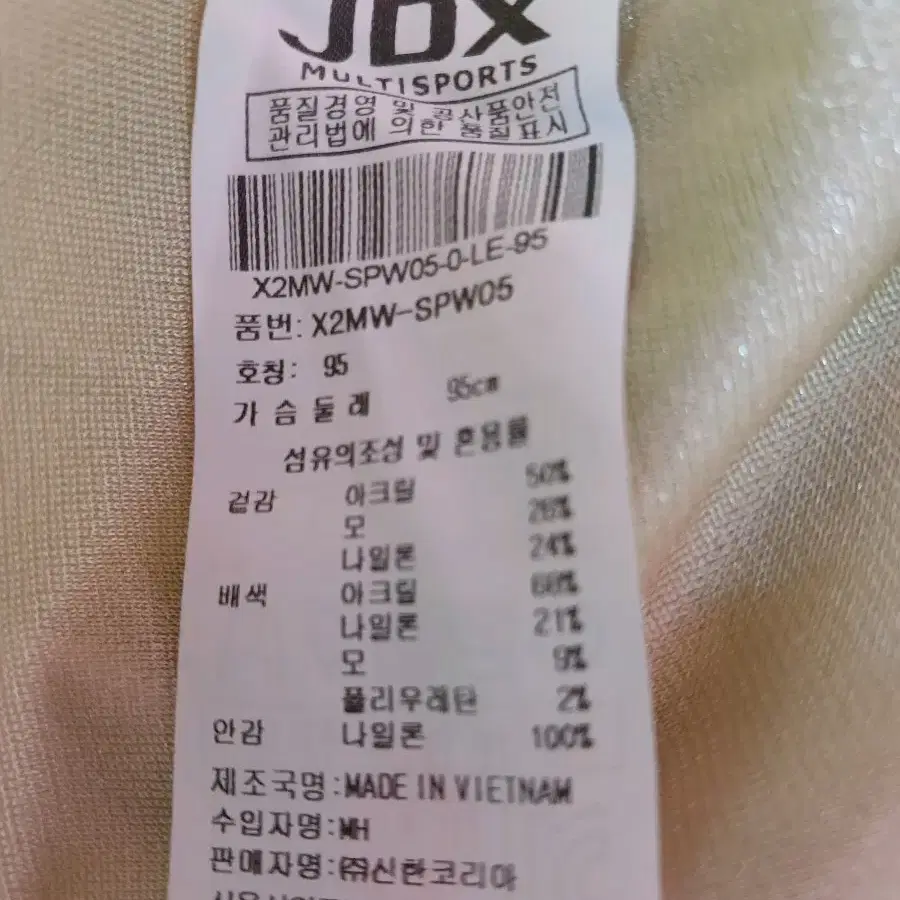 JDX
MULTISPORTS
품질경영 및 공산품안전
관리법에 의한 품질표시
X2MW-SPW05-0-LE-95
품번: X2MW-SPW05
호칭: 95
가 슴 둘 레 95cm
섬유의조성 및 혼용률
겉감 아크릴 50%
모 26%
나일론 24%
배색 아크릴 68%
나일론 21%
모 9%
폴리우레탄 2%
안감 나일론 100%
제조국명:MADE IN VIETNAM
수입자명:MH
판매자명:㈜신한코리아